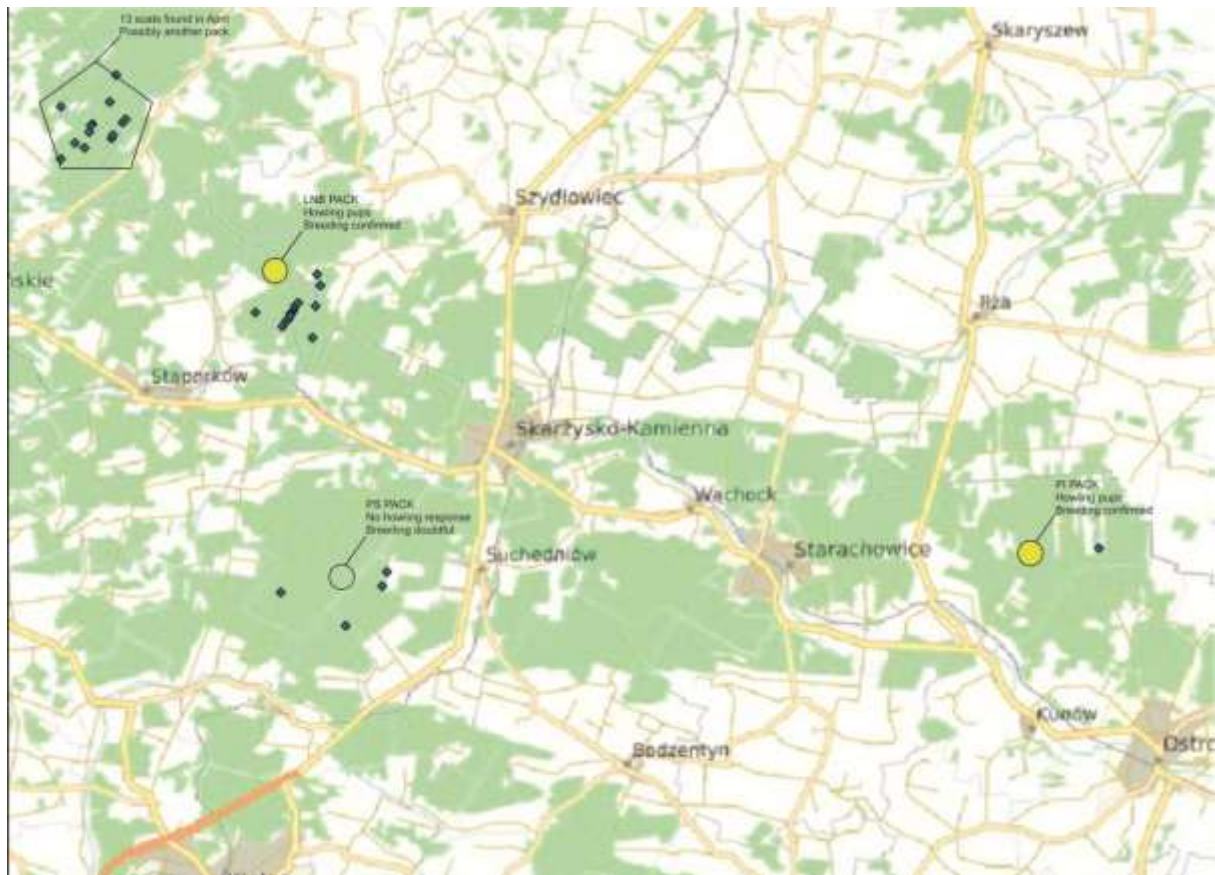 13 scats found in April
Possibly another pack
Skaryszew
LNB PACK
Howling pups
Breeding confirmed
Szydłowiec
ńskie
Iłża
Stąporków
Skarżysko-Kamienna
PS PACK
No howling response
Breeding doubtful
Wąchock
PI PACK
Howling pups
Breeding confirmed
Suchedniów
Starachowice
Kunów
Bodzentyn
Ostro